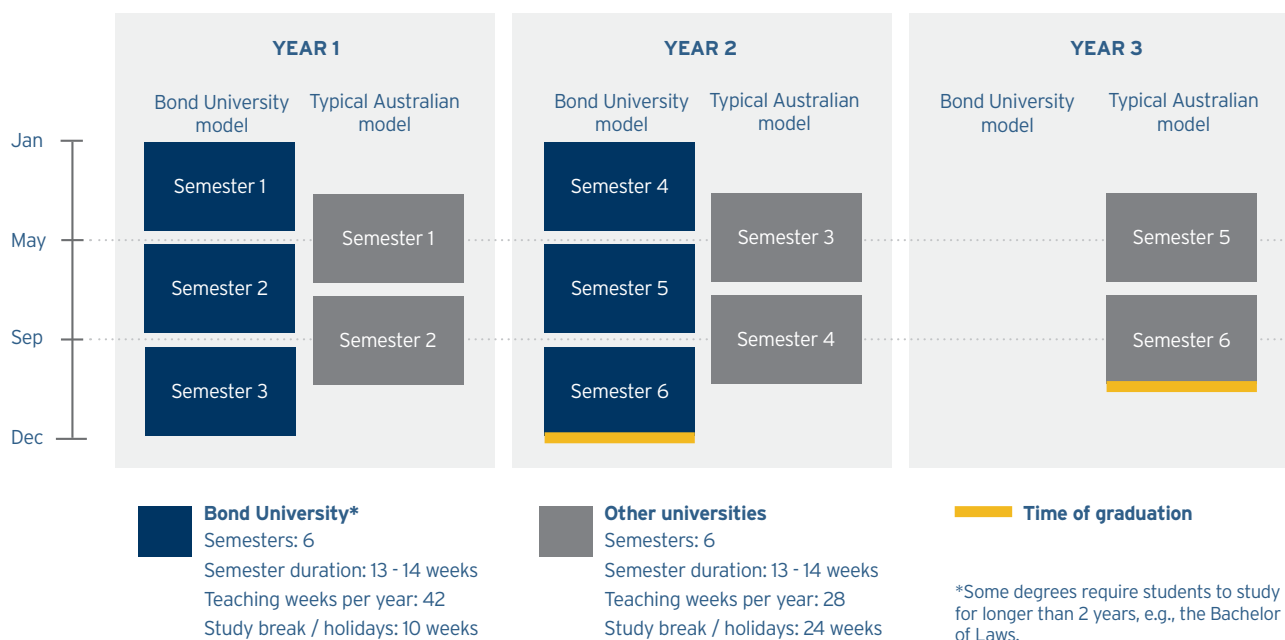 YEAR 1
YEAR 2
YEAR 3
Bond University
model
Typical Australian
model
Bond University
model
Typical Australian
model
Bond University
model
Typical Australian
model
Jan
May
Sep
Dec
Semester 1
Semester 2
Semester 3
Semester 1
Semester 2
Semester 4
Semester 5
Semester 6
Semester 3
Semester 4
Semester 5
Semester 6
Bond University*
Semesters: 6
Semester duration: 13 - 14 weeks
Teaching weeks per year: 42
Study break / holidays: 10 weeks
Other universities
Semesters: 6
Semester duration: 13 - 14 weeks
Teaching weeks per year: 28
Study break / holidays: 24 weeks
Time of graduation
*Some degrees require students to study
for longer than 2 years, e.g., the Bachelor
of Laws.